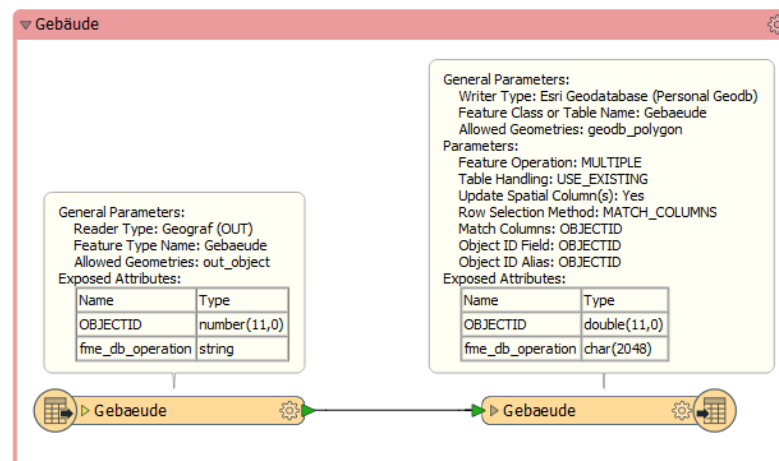 Gebäude
General Parameters:
Writer Type: Esri Geodatabase (Personal Geodb)
Feature Class or Table Name: Gebaeude
Allowed Geometries: geodb_polygon
Parameters:
Feature Operation: MULTIPLE
Table Handling: USE_EXISTING
Update Spatial Column(s): Yes
Row Selection Method: MATCH_COLUMNS
Match Columns: OBJECTID
Object ID Field: OBJECTID
Object ID Alias: OBJECTID
Exposed Attributes:
Name Type
OBJECTID double(11,0)
fme_db_operation char(2048)
General Parameters:
Reader Type: Geograf (OUT)
Feature Type Name: Gebaeude
Allowed Geometries: out_object
Exposed Attributes:
Name Type
OBJECTID number(11,0)
fme_db_operation string
Gebaeude
Gebaeude